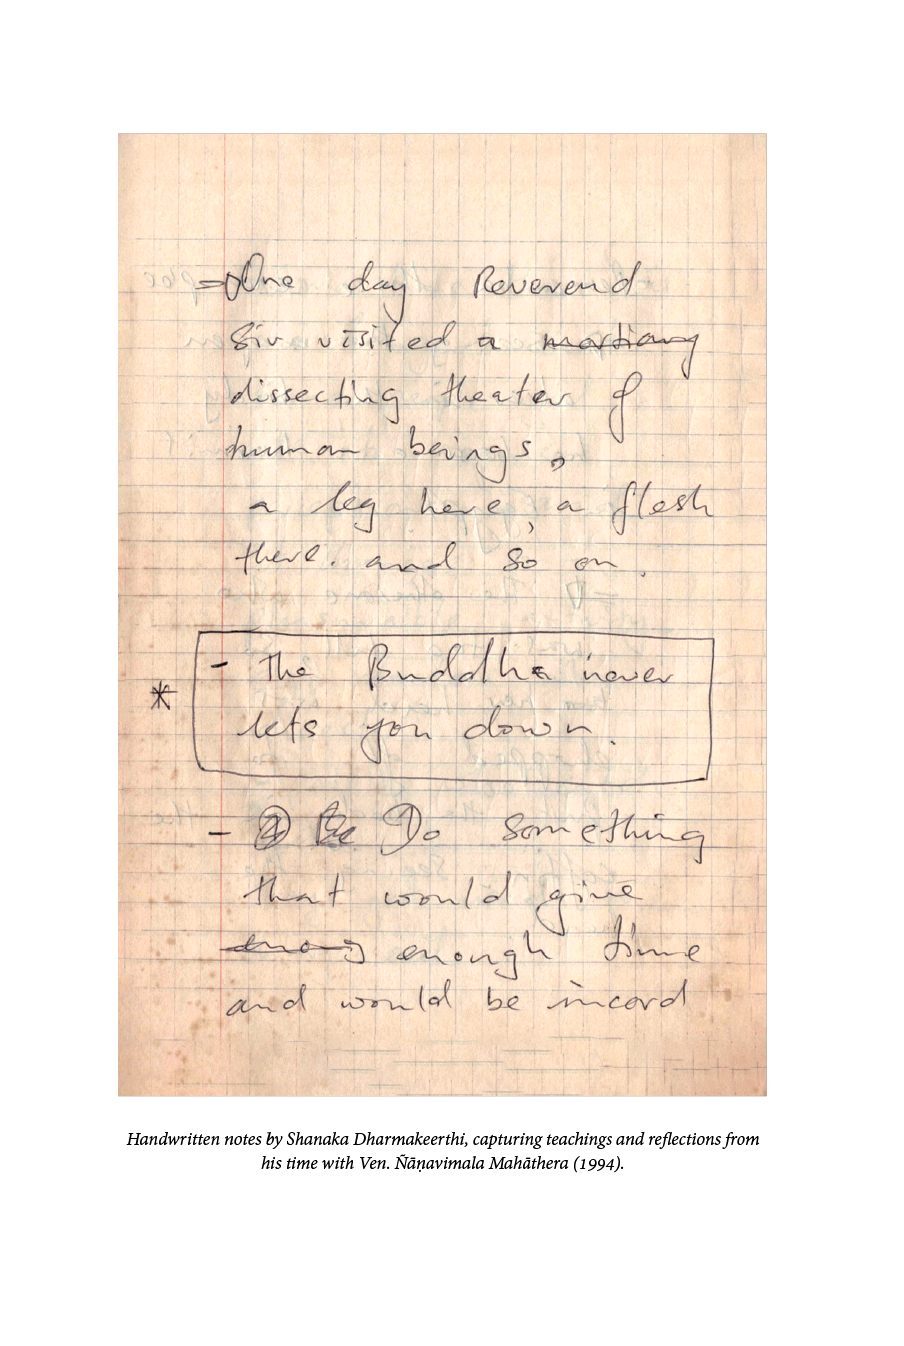 ⇒ One day Reverend
Sir visited a
dissecting theater of
human beings,
a leg here, a flesh
there. and so on.
- The Buddha never
* lets you down.
- Do something
that would give
enough time
and would be incord
Handwritten notes by Shanaka Dharmakeerthi, capturing teachings and reflections from
his time with Ven. Ñāṇavimala Mahāthera (1994).